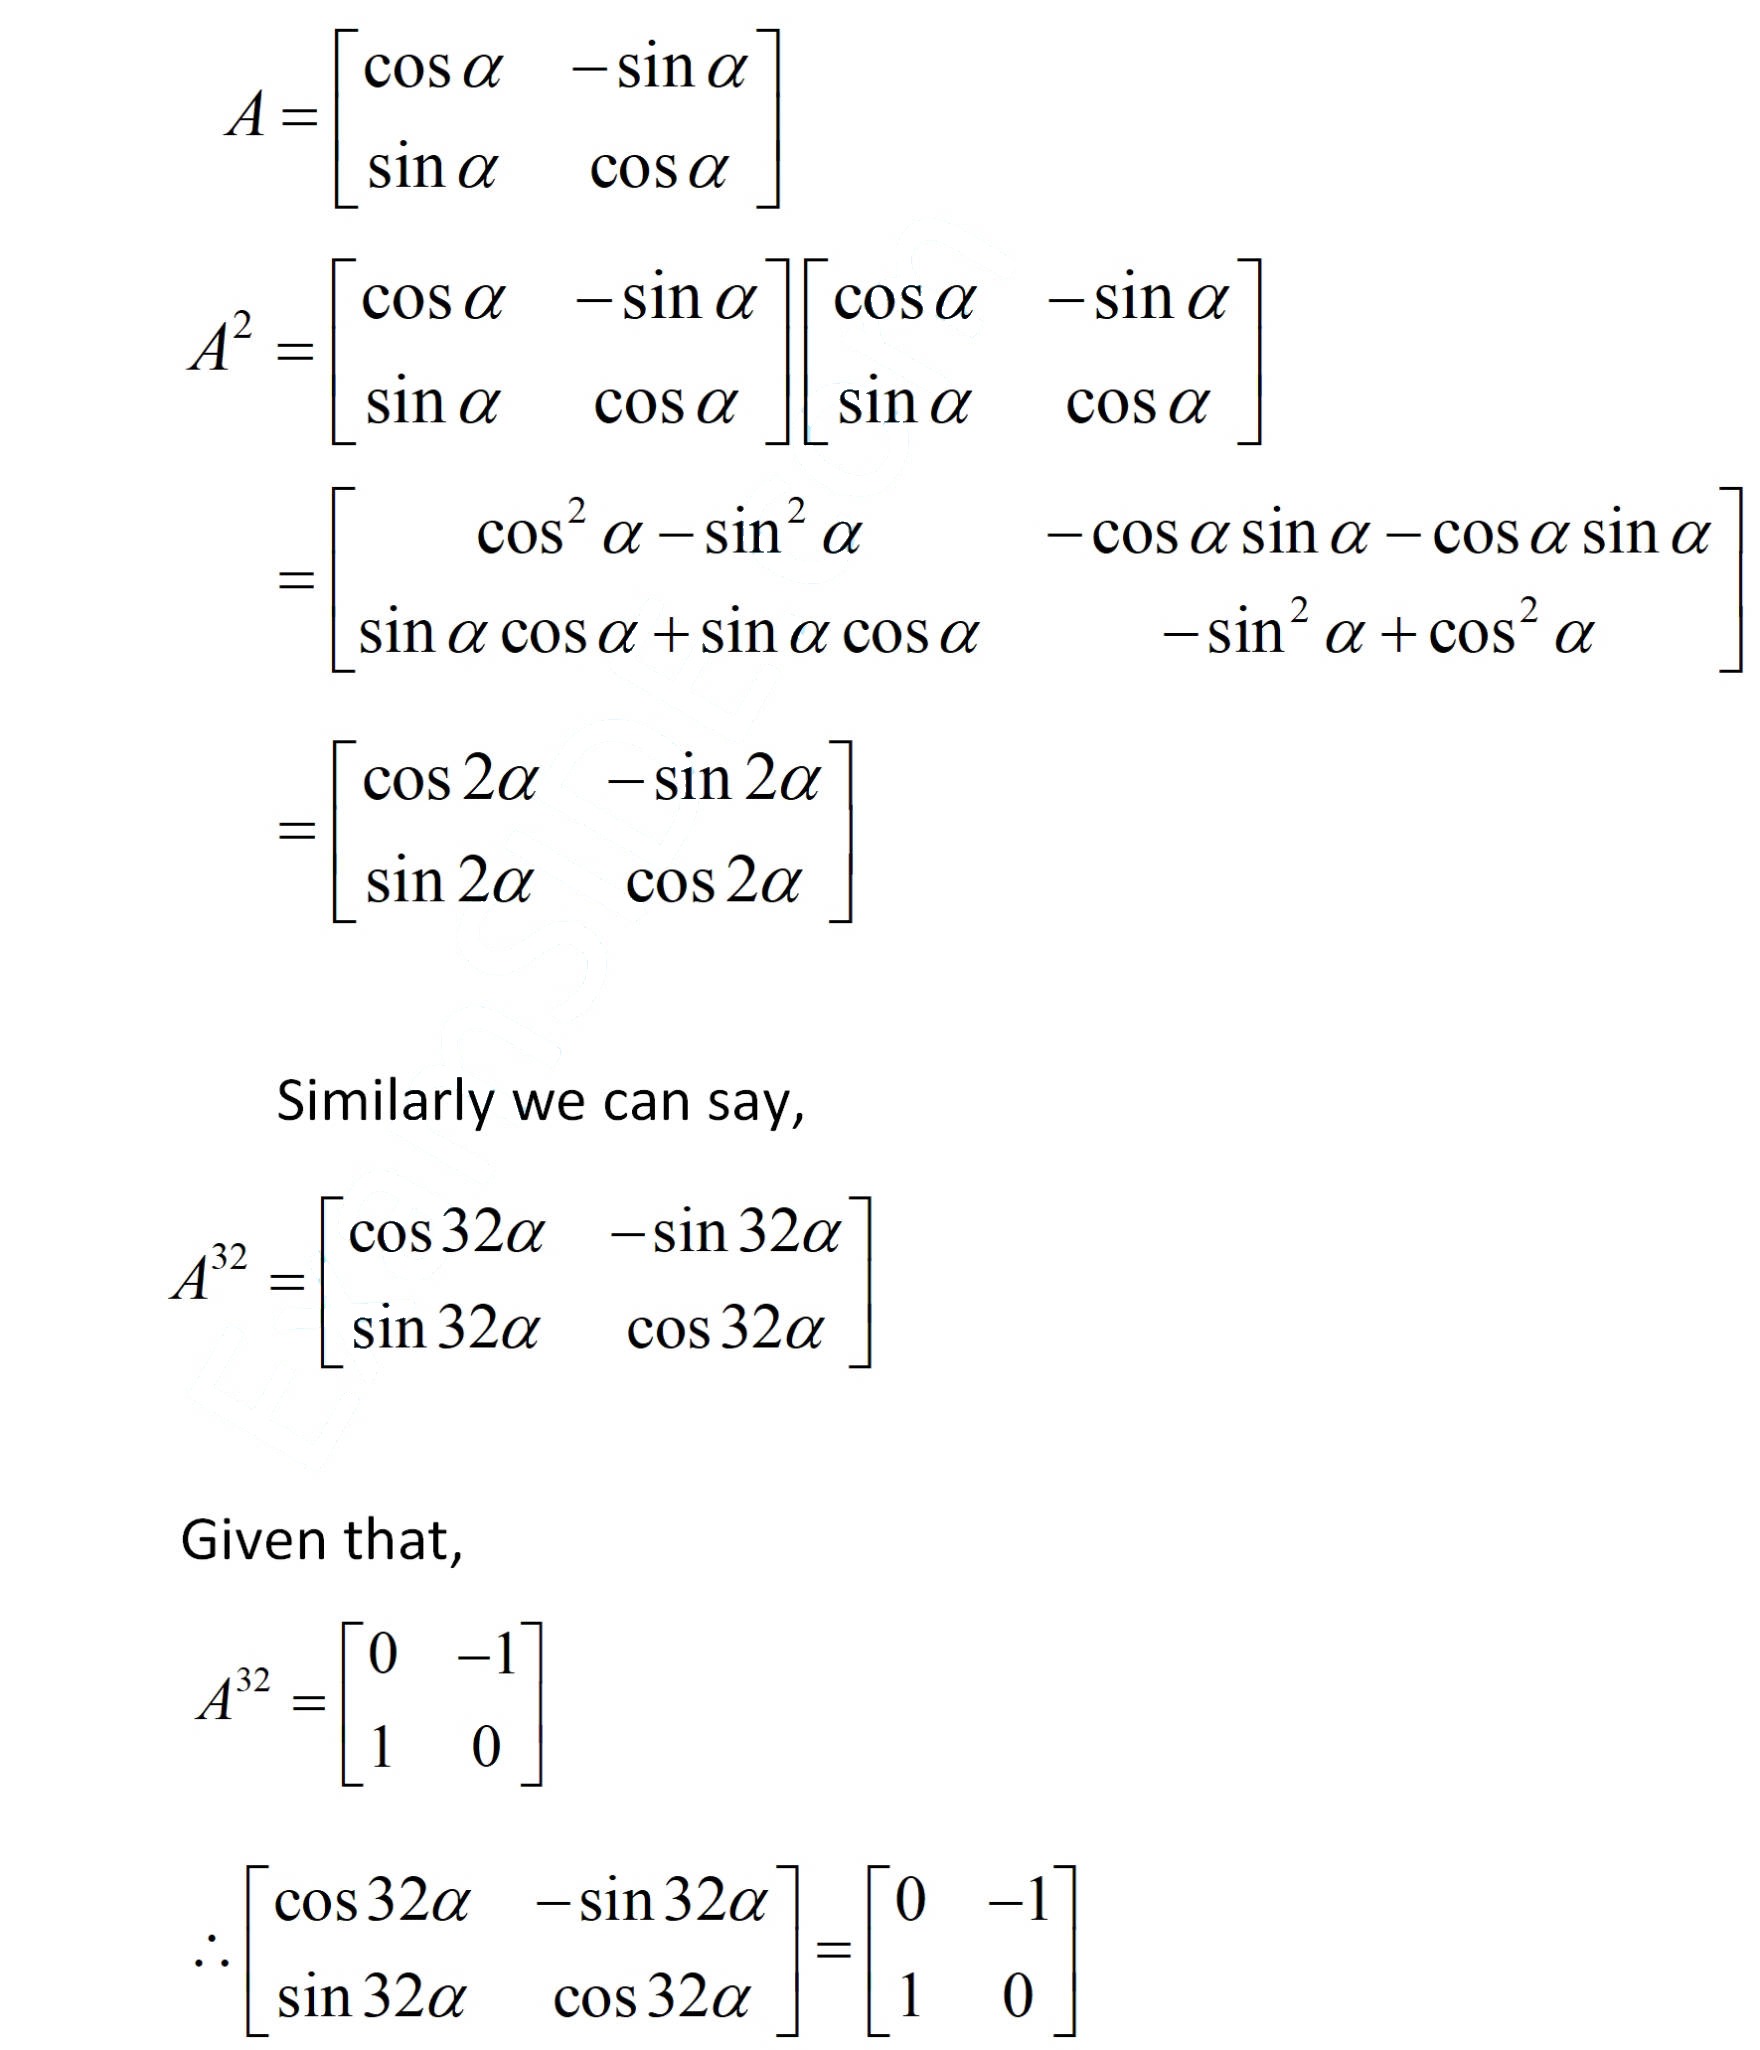 A = [cos α −sin α
sin α cos α]
A² = [cos α −sin α
sin α cos α] [cos α −sin α
sin α cos α]
= [cos² α − sin² α −cos α sin α − cos α sin α
sin α cos α + sin α cos α −sin² α + cos² α]
= [cos 2α −sin 2α
sin 2α cos 2α]
Similarly we can say,
A³² = [cos 32α −sin 32α
sin 32α cos 32α]
Given that,
A³² = [0 −1
1 0]
∴ [cos 32α −sin 32α
sin 32α cos 32α] = [0 −1
1 0]